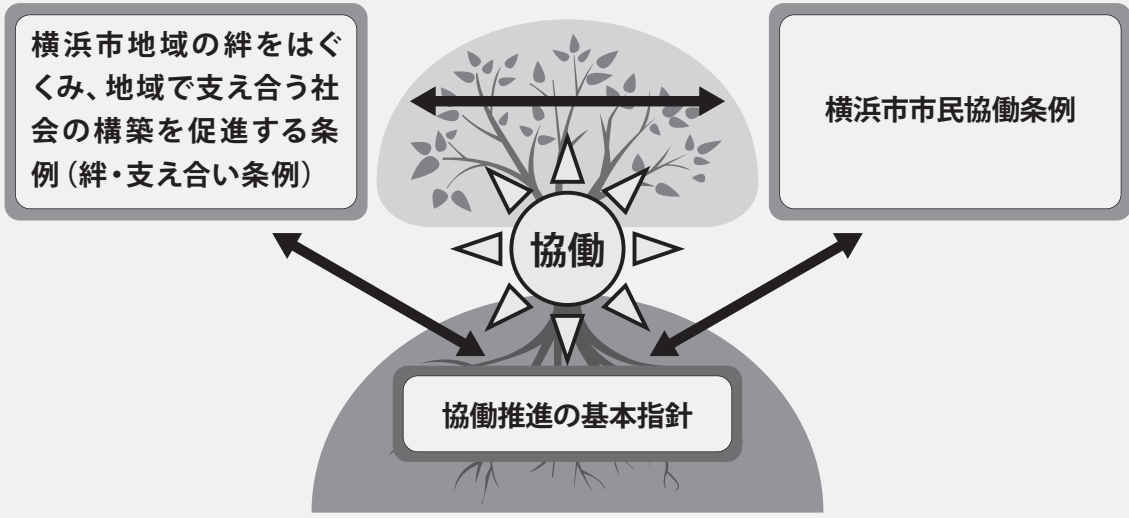 横浜市地域の絆をはぐ
くみ、地域で支え合う社
会の構築を促進する条
例（絆・支え合い条例）
横浜市市民協働条例
協働
協働推進の基本指針